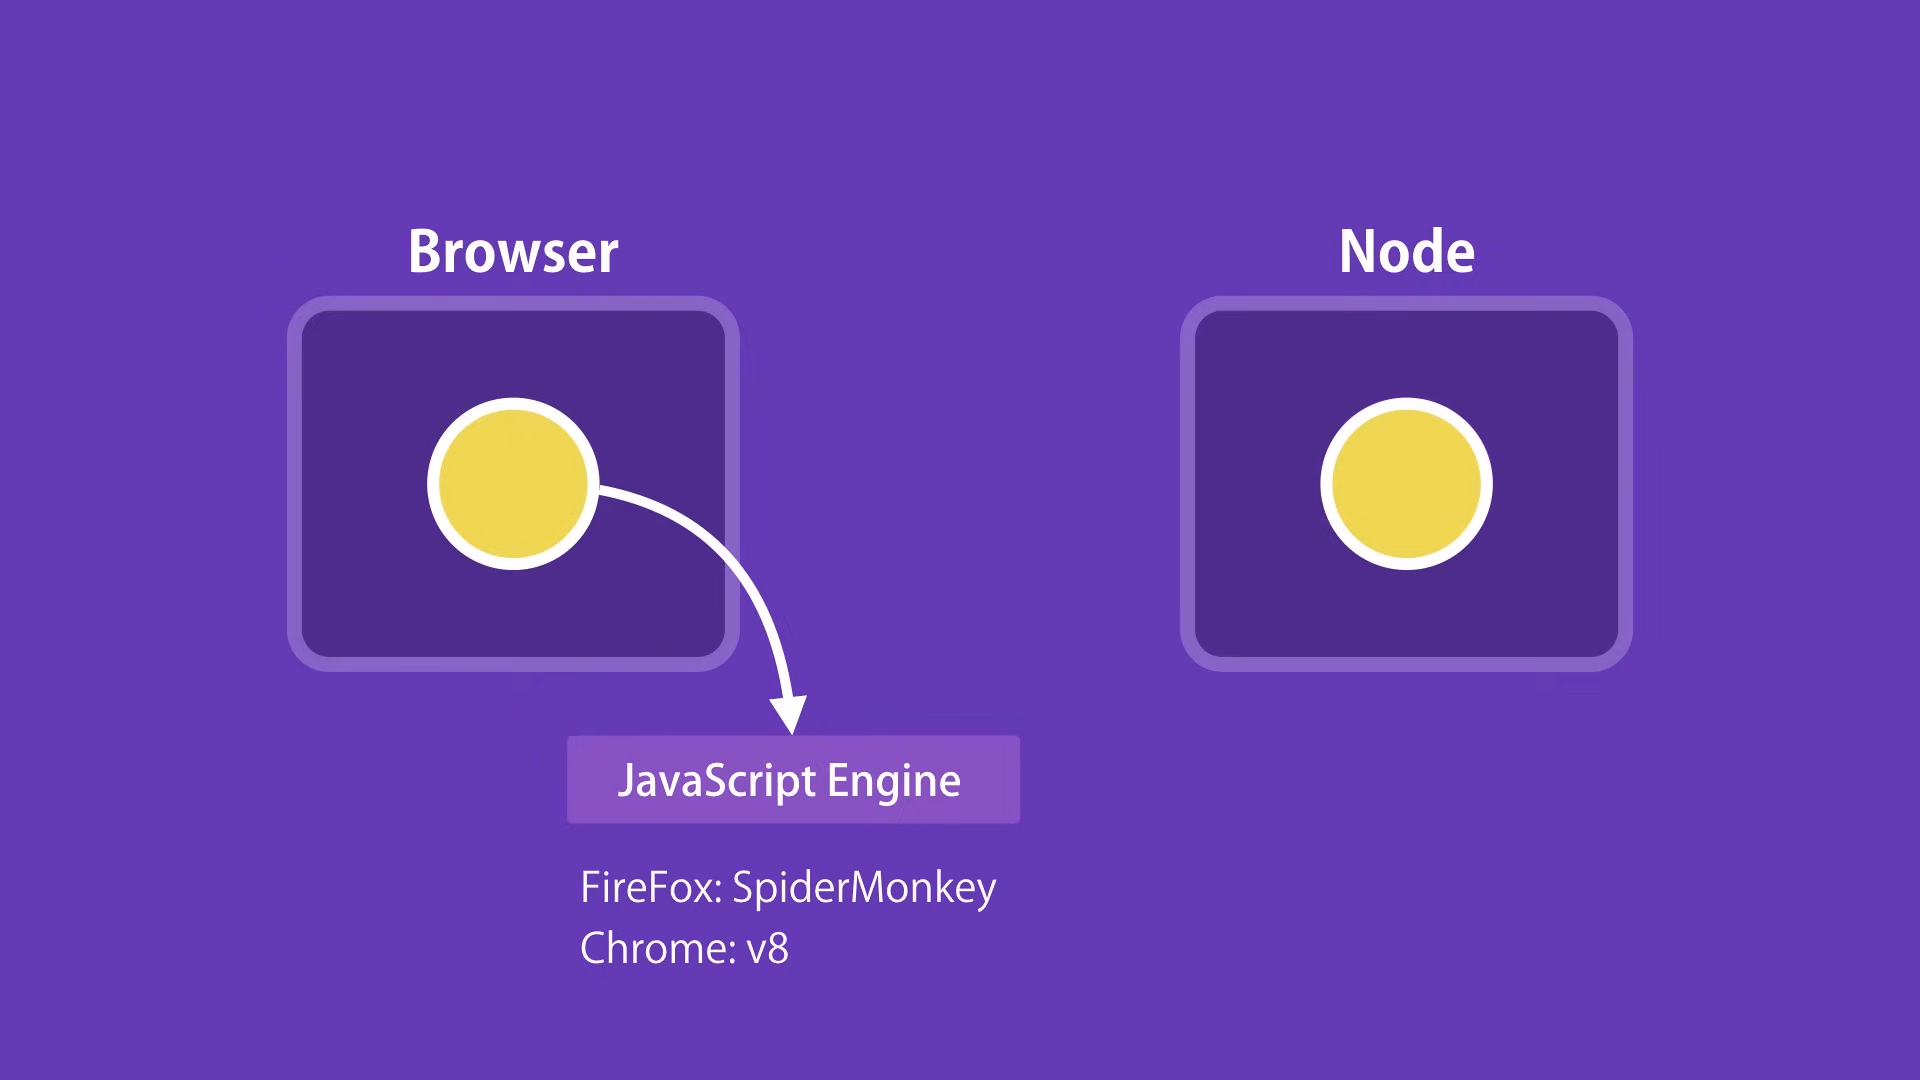 Browser
Node
JavaScript Engine
FireFox: SpiderMonkey
Chrome: v8